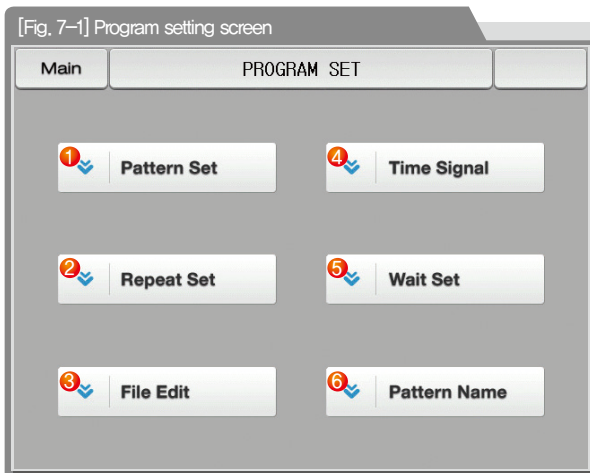 [Fig. 7-1] Program setting screen
Main
PROGRAM SET
1
Pattern Set
2
Repeat Set
3
File Edit
4
Time Signal
5
Wait Set
6
Pattern Name